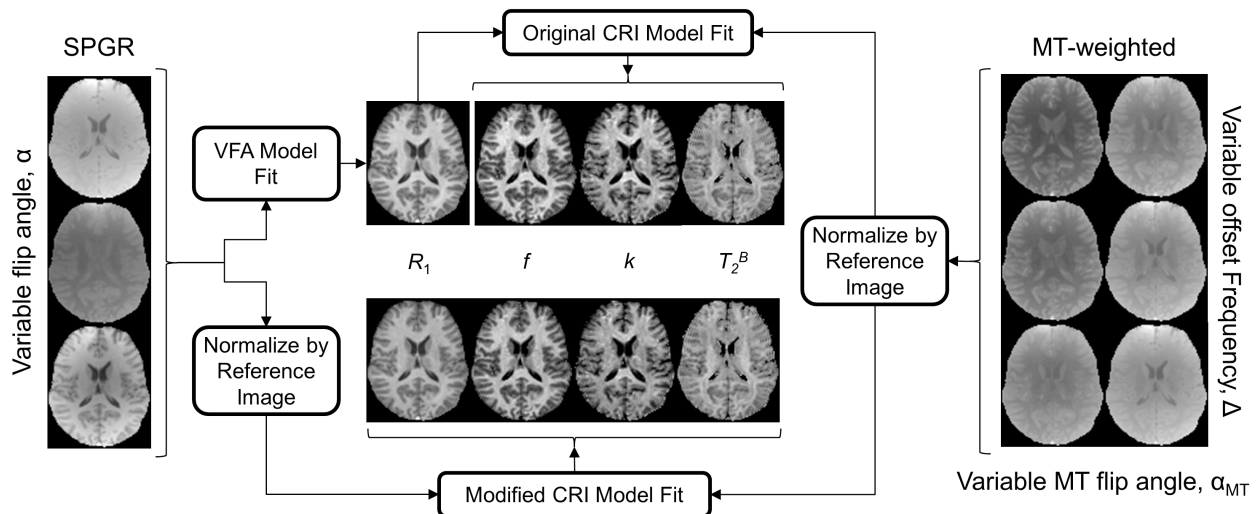 SPGR
Variable flip angle, α
VFA Model
Fit
Normalize by
Reference
Image
Original CRI Model Fit
R₁
f
k
T₂ᴮ
Modified CRI Model Fit
Normalize by
Reference
Image
MT-weighted
Variable offset Frequency, Δ
Variable MT flip angle, α_MT